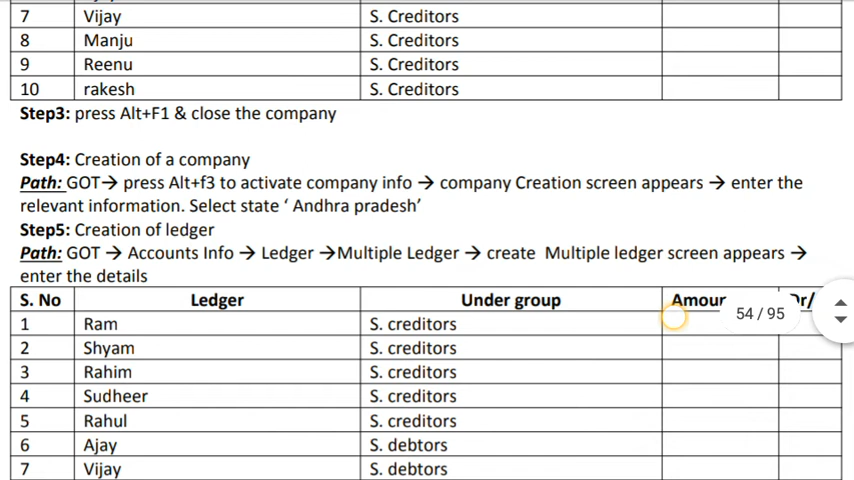 7 Vijay S. Creditors
8 Manju S. Creditors
9 Reenu S. Creditors
10 rakesh S. Creditors
Step3: press Alt+F1 & close the company
Step4: Creation of a company
Path: GOT→ press Alt+f3 to activate company info → company Creation screen appears → enter the
relevant information. Select state ‘ Andhra pradesh’
Step5: Creation of ledger
Path: GOT → Accounts Info → Ledger →Multiple Ledger → create Multiple ledger screen appears →
enter the details
S. No Ledger Under group
54 / 95
1 Ram S. creditors
2 Shyam S. creditors
3 Rahim S. creditors
4 Sudheer S. creditors
5 Rahul S. creditors
6 Ajay S. debtors
7 Vijay S. debtors